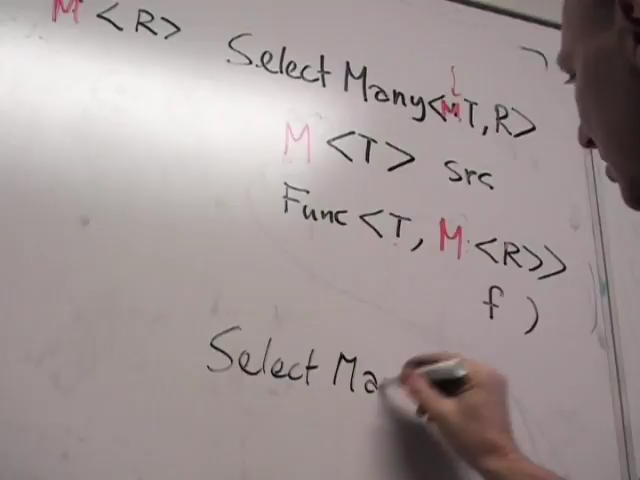 M <R>
Select Many<M T, R>
M <T> src
Func <T, M <R>>
f )
Select Ma